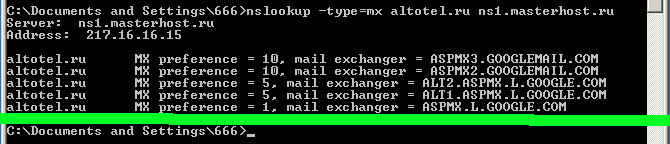 C:\Documents and Settings\666>nslookup -type=mx altotel.ru ns1.masterhost.ru
Server:  ns1.masterhost.ru
Address:  217.16.16.15
altotel.ru      MX preference = 10, mail exchanger = ASPMX3.GOOGLEMAIL.COM
altotel.ru      MX preference = 10, mail exchanger = ASPMX2.GOOGLEMAIL.COM
altotel.ru      MX preference = 5, mail exchanger = ALT2.ASPMX.L.GOOGLE.COM
altotel.ru      MX preference = 5, mail exchanger = ALT1.ASPMX.L.GOOGLE.COM
altotel.ru      MX preference = 1, mail exchanger = ASPMX.L.GOOGLE.COM
C:\Documents and Settings\666>_